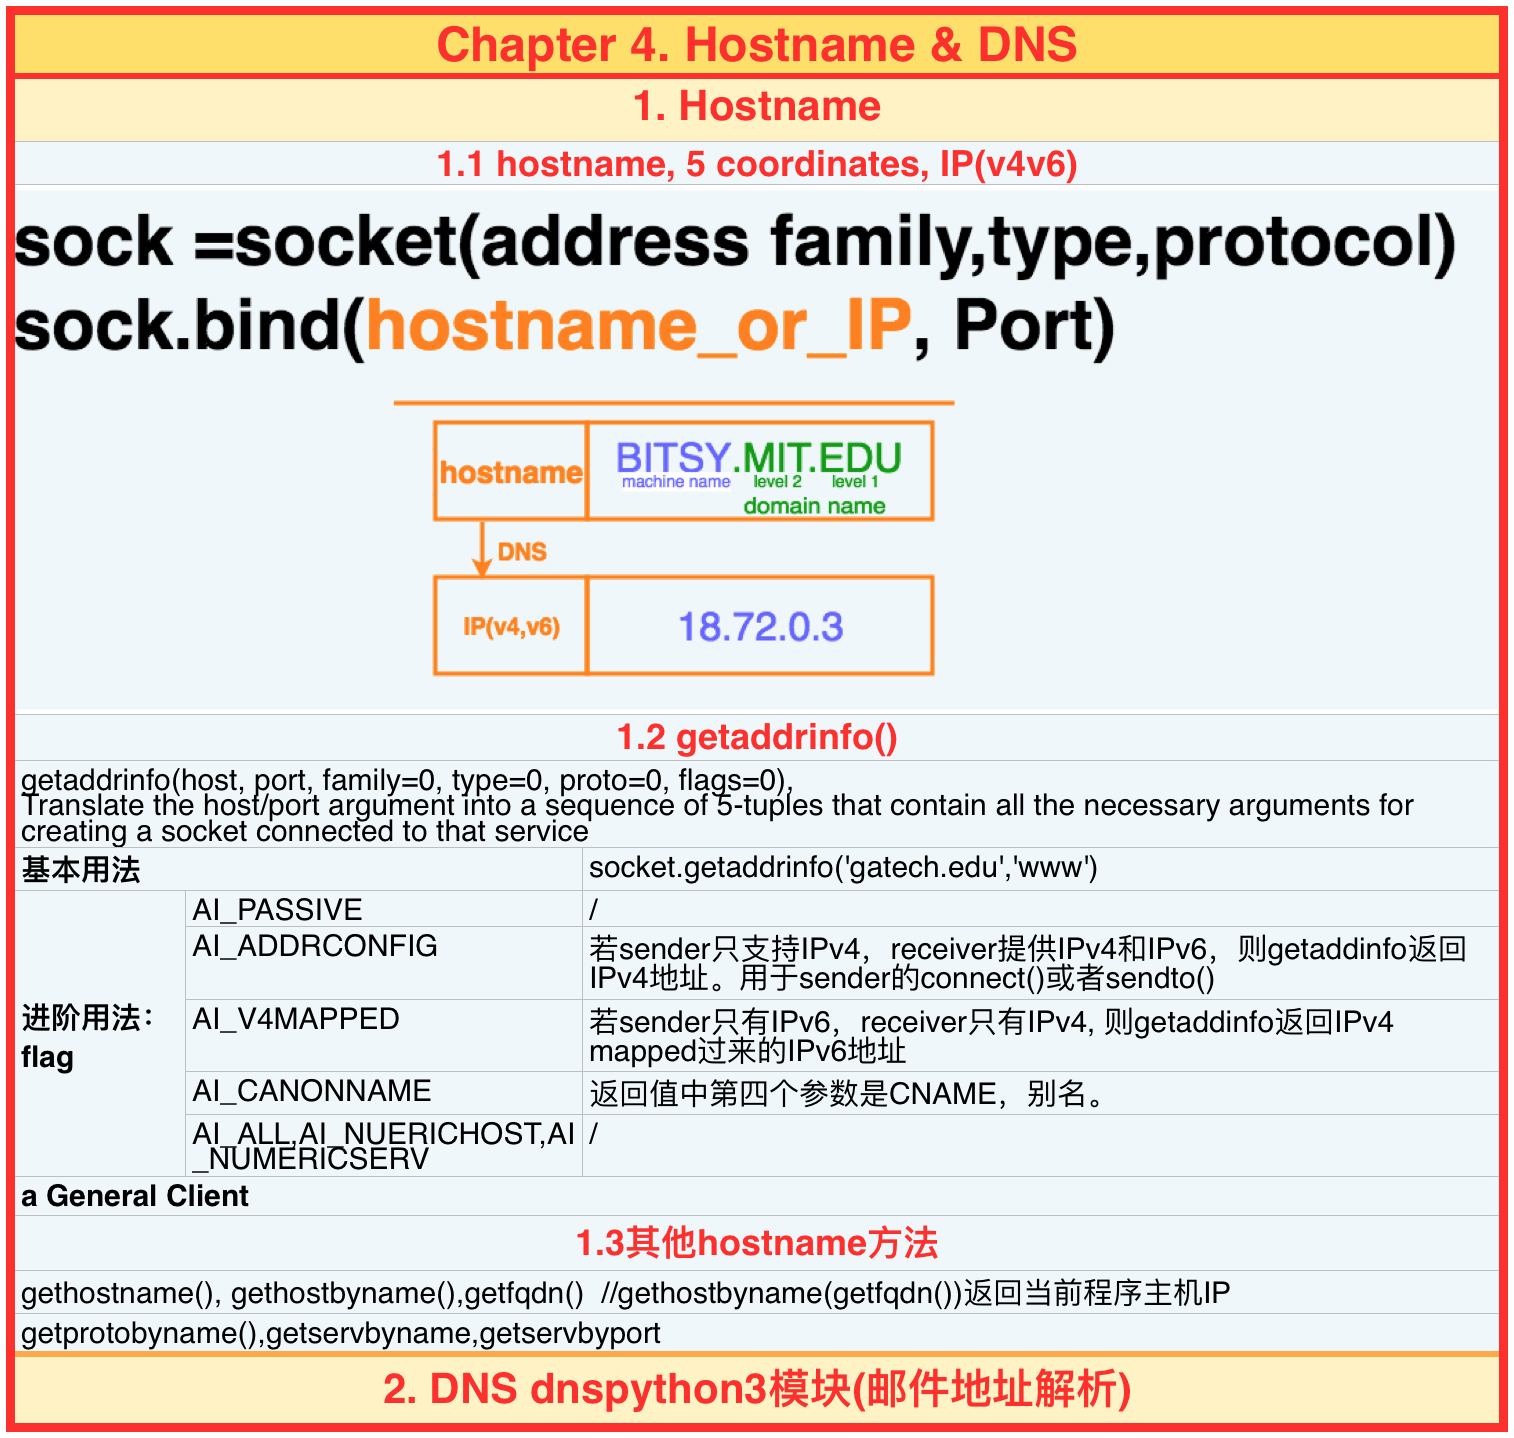 Chapter 4. Hostname & DNS
1. Hostname
1.1 hostname, 5 coordinates, IP(v4v6)
sock =socket(address family,type,protocol)
sock.bind(hostname_or_IP, Port)
hostname
BITSY.MIT.EDU
machine name level 2 level 1
domain name
DNS
IP(v4,v6)
18.72.0.3
1.2 getaddrinfo()
getaddrinfo(host, port, family=0, type=0, proto=0, flags=0),
Translate the host/port argument into a sequence of 5-tuples that contain all the necessary arguments for
creating a socket connected to that service
基本用法
socket.getaddrinfo('gatech.edu','www')
进阶用法：
flag
AI_PASSIVE
/
AI_ADDRCONFIG
若sender只支持IPv4，receiver提供IPv4和IPv6，则getaddinfo返回
IPv4地址。用于sender的connect()或者sendto()
AI_V4MAPPED
若sender只有IPv6，receiver只有IPv4, 则getaddinfo返回IPv4
mapped过来的IPv6地址
AI_CANONNAME
返回值中第四个参数是CNAME，别名。
AI_ALL,AI_NUERICHOST,AI
_NUMERICSERV
/
a General Client
1.3其他hostname方法
gethostname(), gethostbyname(),getfqdn()  //gethostbyname(getfqdn())返回当前程序主机IP
getprotobyname(),getservbyname,getservbyport
2. DNS dnspython3模块(邮件地址解析)